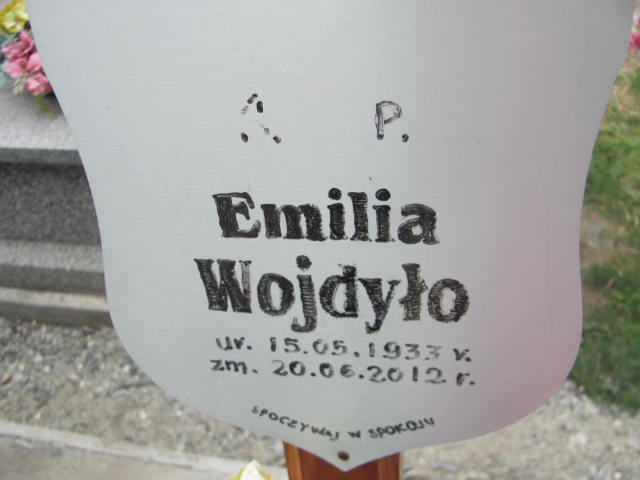 Ś. P.
Emilia
Wojdyło
ur. 15.05.1933 r.
zm. 20.06.2012 r.
SPOCZYWAJ W SPOKOJU